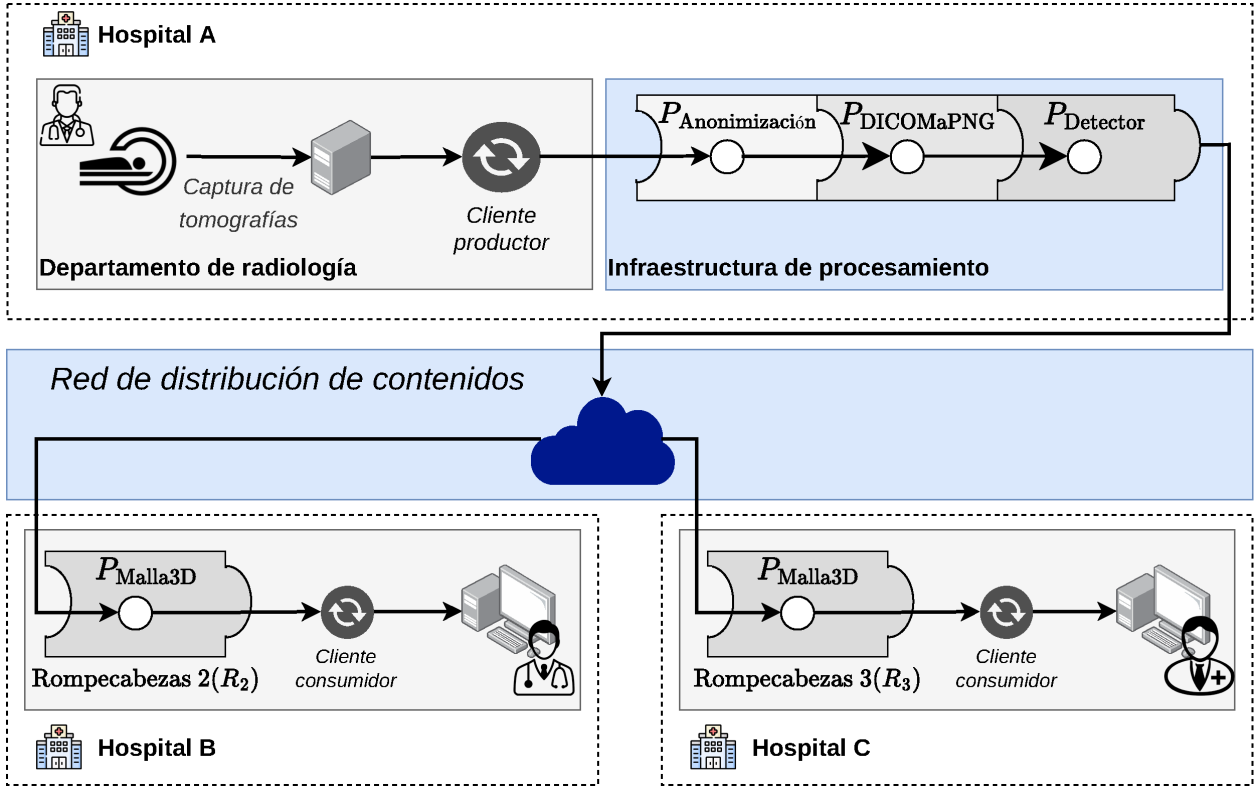 Hospital A
P_Anonimización
P_DICOMaPNG
P_Detector
Captura de
tomografías
Cliente
productor
Departamento de radiología
Infraestructura de procesamiento
Red de distribución de contenidos
P_Malla3D
Cliente
consumidor
Rompecabezas 2(R_2)
Hospital B
P_Malla3D
Cliente
consumidor
Rompecabezas 3(R_3)
Hospital C